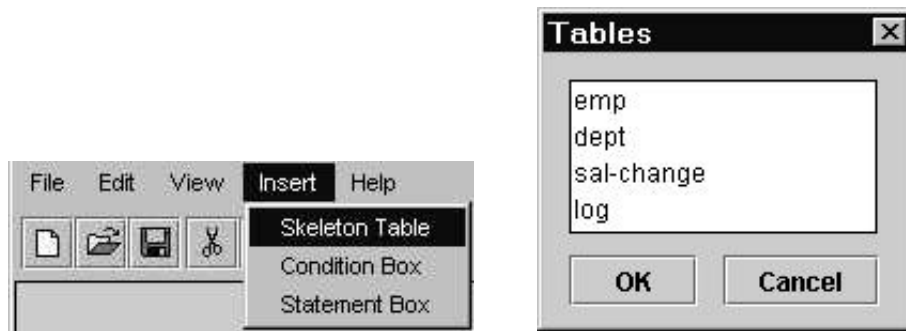 File Edit View Insert Help
Skeleton Table
Condition Box
Statement Box
Tables
emp
dept
sal-change
log
OK Cancel